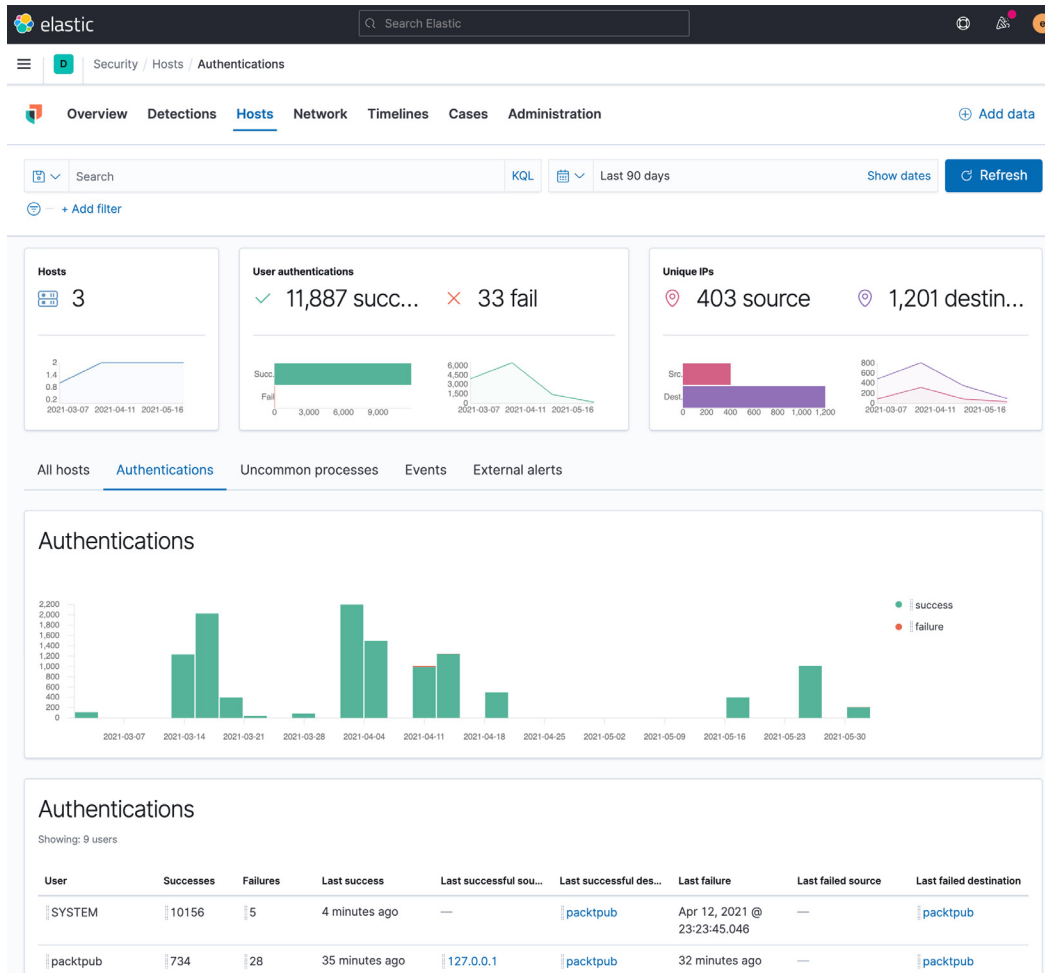 elastic
Search Elastic
e
D
Security / Hosts / Authentications
Overview Detections Hosts Network Timelines Cases Administration
Add data
Search
KQL
Last 90 days
Show dates
Refresh
+ Add filter
Hosts
3
2
1.4
0.8
0.2
2021-03-07 2021-04-11 2021-05-16
User authentications
11,887 succ...
33 fail
Succ.
Fail
0 3,000 6,000 9,000
6,000
4,500
3,000
1,500
0
2021-03-07 2021-04-11 2021-05-16
Unique IPs
403 source
1,201 destin...
Src.
Dest.
0 200 400 600 800 1,000 1,200
800
600
400
200
0
2021-03-07 2021-04-11 2021-05-16
All hosts Authentications Uncommon processes Events External alerts
Authentications
2,200
2,000
1,800
1,600
1,400
1,200
1,000
800
600
400
200
0
2021-03-07 2021-03-14 2021-03-21 2021-03-28 2021-04-04 2021-04-11 2021-04-18 2021-04-25 2021-05-02 2021-05-09 2021-05-16 2021-05-23 2021-05-30
success
failure
Authentications
Showing: 9 users
User Successes Failures Last success Last successful sou... Last successful des... Last failure Last failed source Last failed destination
SYSTEM 10156 5 4 minutes ago — packtpub Apr 12, 2021 @ — packtpub
23:23:45.046
packtpub 734 28 35 minutes ago 127.0.0.1 packtpub 32 minutes ago — packtpub